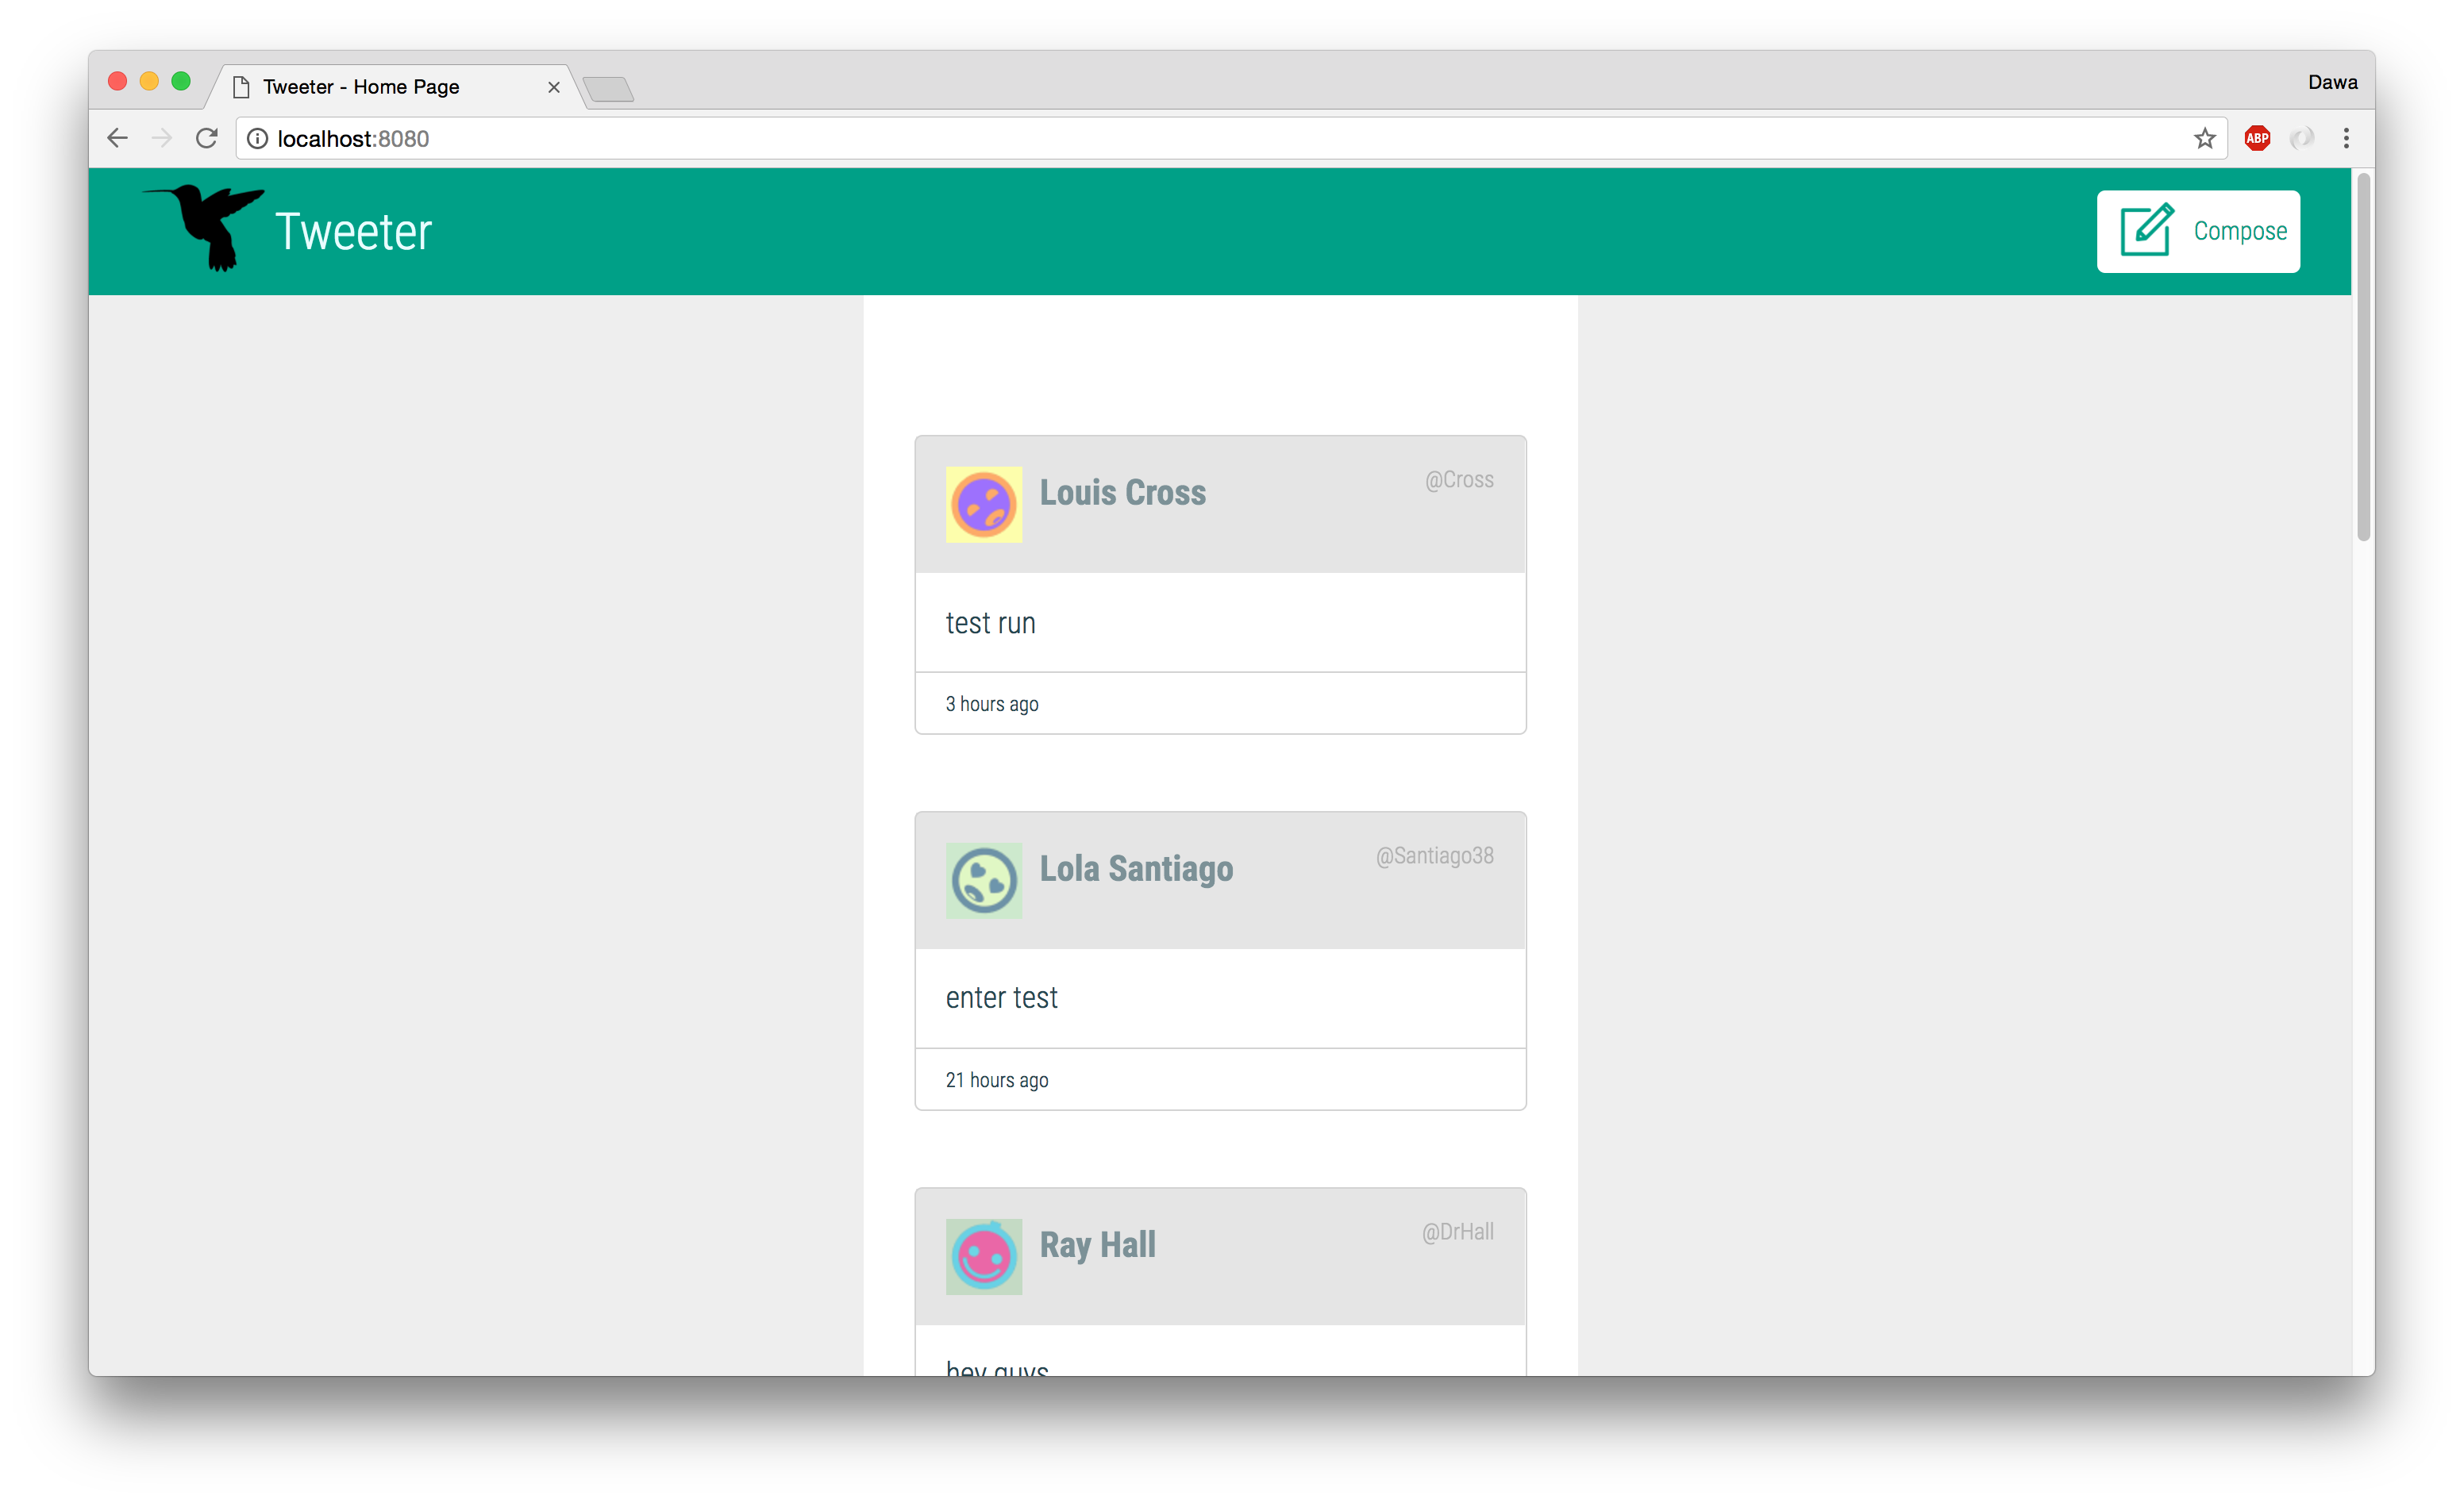 Tweeter - Home Page
Dawa
localhost:8080
ABP
Tweeter
Compose
Louis Cross
@Cross
test run
3 hours ago
Lola Santiago
@Santiago38
enter test
21 hours ago
Ray Hall
@DrHall
hey guys